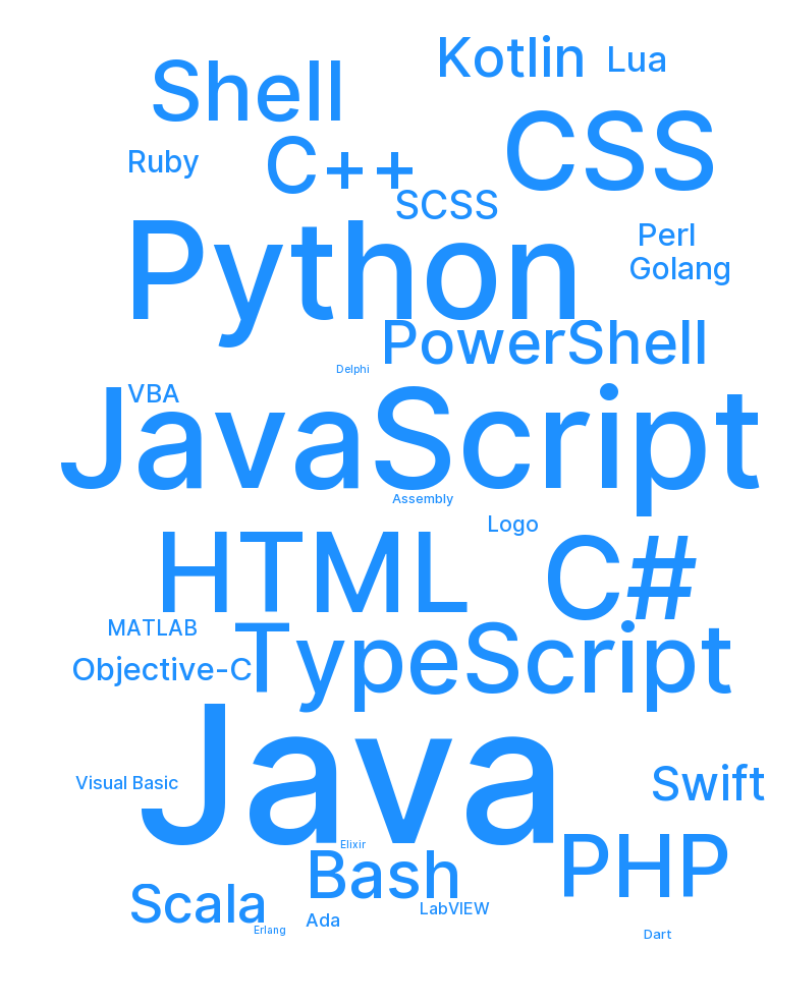 Kotlin
Lua
Shell
CSS
C++
Ruby
SCSS
Python
Perl
Golang
PowerShell
Delphi
VBA
JavaScript
Assembly
Logo
HTML
C#
MATLAB
TypeScript
Objective-C
Java
Visual Basic
Swift
Elixir
PHP
Bash
Scala
LabVIEW
Ada
Erlang
Dart